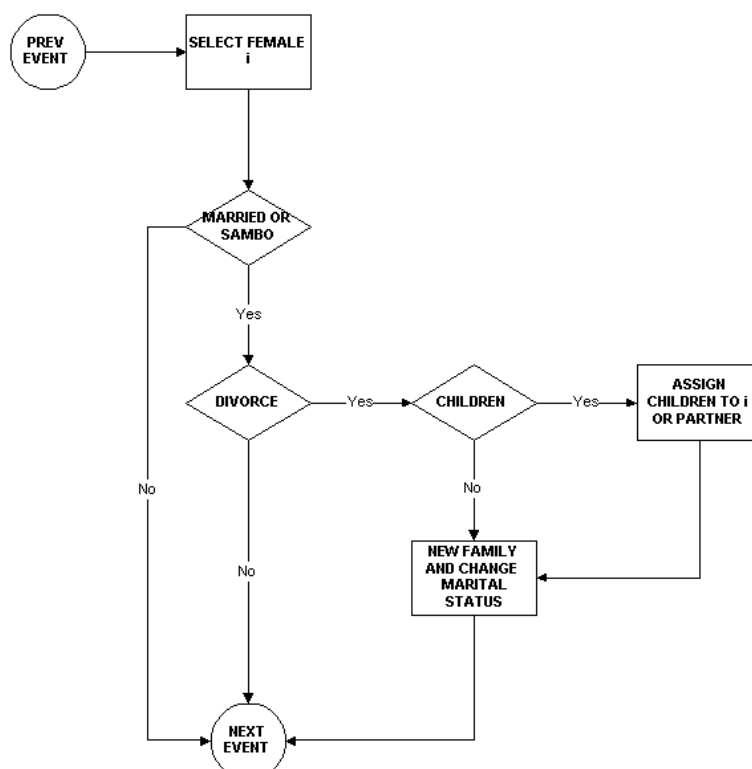 PREV
EVENT
SELECT FEMALE
i
MARRIED OR
SAMBO
Yes
DIVORCE
Yes
CHILDREN
Yes
ASSIGN
CHILDREN TO i
OR PARTNER
No
No
No
NEW FAMILY
AND CHANGE
MARITAL
STATUS
NEXT
EVENT